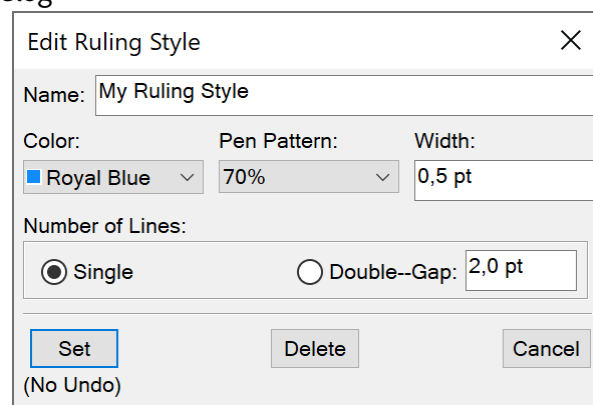 Edit Ruling Style
Name: My Ruling Style
Color: Pen Pattern: Width:
Royal Blue 70% 0,5 pt
Number of Lines:
Single Double--Gap: 2,0 pt
Set Delete Cancel
(No Undo)